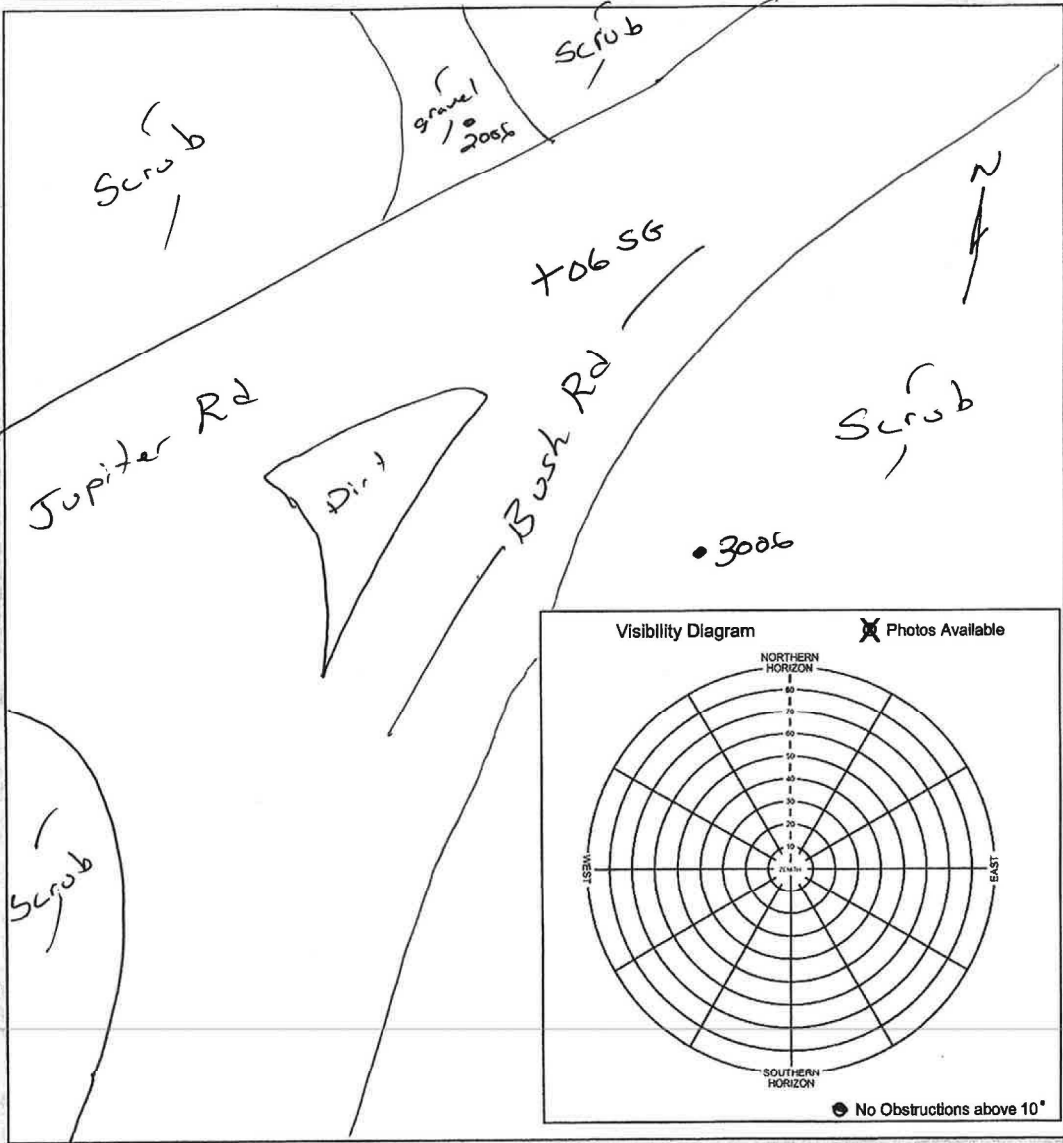 Scrub
Scrub
gravel
2006
N
+06 SG
Jupiter Rd
Dirt
Bush Rd
Scrub
3006
Scrub
Visibility Diagram
Photos Available
NORTHERN
HORIZON
80
70
60
50
40
30
20
10
ZENITH
WEST
EAST
SOUTHERN
HORIZON
No Obstructions above 10°